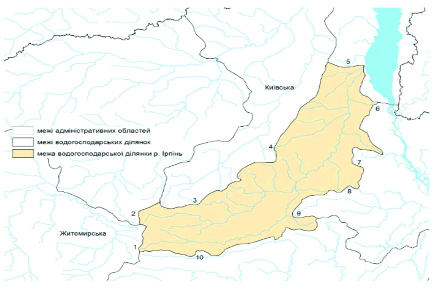 5
Київська
6
межі адміністративних областей
межі водогосподарських ділянок
межа водогосподарської ділянки р. Ірпінь
4
7
8
3
2
9
Житомирська
1
10